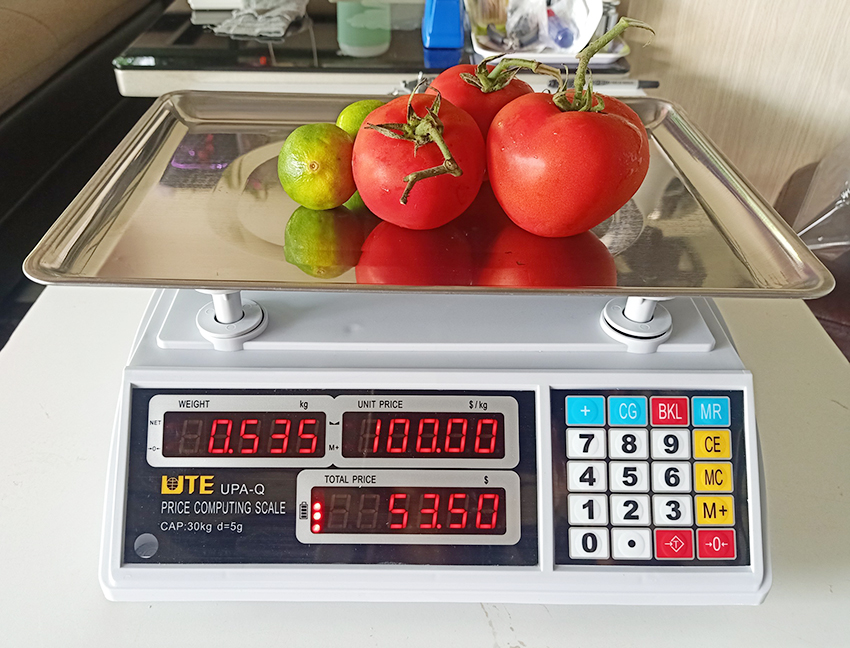 WEIGHT kg
UNIT PRICE $/kg
NET
→0←
0.535
M+
100.00
UTE UPA-Q
PRICE COMPUTING SCALE
CAP:30kg d=5g
TOTAL PRICE $
53.50
+ CG BKL MR
7 8 9 CE
4 5 6 MC
1 2 3 M+
0 • →T← →0←